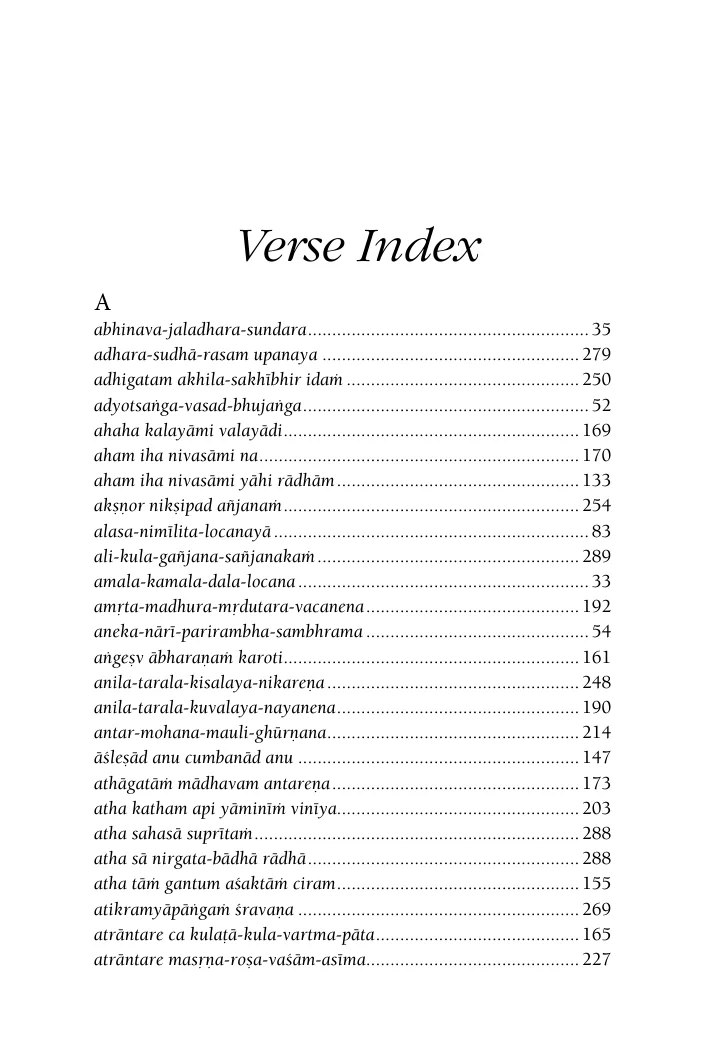 Verse Index
A
abhinava-jaladhara-sundara............................................................ 35
adhara-sudhā-rasam upanaya ....................................................... 279
adhigatam akhila-sakhībhir idaṁ ................................................. 250
adyotsaṅga-vasad-bhujaṅga............................................................. 52
ahaha kalayāmi valayādi............................................................... 169
aham iha nivasāmi na.................................................................... 170
aham iha nivasāmi yāhi rādhām.................................................... 133
akṣṇor nikṣipad añjanaṁ............................................................... 254
alasa-nimīlita-locanayā ................................................................... 83
ali-kula-gañjana-sañjanakaṁ ........................................................ 289
amala-kamala-dala-locana .............................................................. 33
amṛta-madhura-mṛdutara-vacanena.............................................. 192
aneka-nārī-parirambha-sambhrama ................................................ 54
aṅgeṣv ābharaṇaṁ karoti............................................................... 161
anila-tarala-kisalaya-nikareṇa ...................................................... 248
anila-tarala-kuvalaya-nayanena.................................................... 190
antar-mohana-mauli-ghūrṇana...................................................... 214
āśleṣād anu cumbanād anu ............................................................ 147
athāgatāṁ mādhavam antareṇa..................................................... 173
atha katham api yāminīṁ vinīya.................................................... 203
atha sahasā suprītaṁ..................................................................... 288
atha sā nirgata-bādhā rādhā.......................................................... 288
atha tāṁ gantum aśaktāṁ ciram.................................................... 155
atikramyāpāṅgaṁ śravaṇa ............................................................ 269
atrāntare ca kulaṭā-kula-vartma-pāta............................................ 165
atrāntare masṛṇa-roṣa-vaśām-asīma.............................................. 227